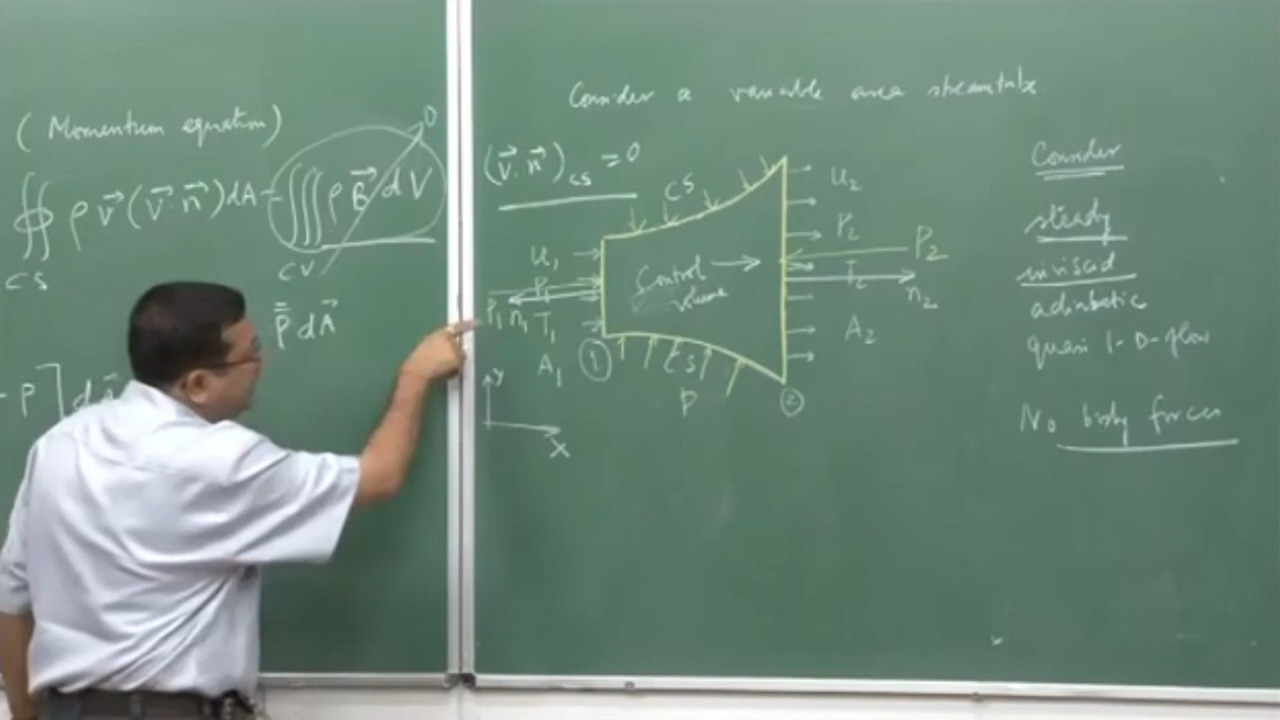 (Momentum equation)
∯ ρ v⃗ (v⃗·n⃗) dA = ∭ ρ B⃗ dV 0
CS
CV
P̿ dA⃗
- P] dA⃗
Consider a variable area streamtube
(v⃗·n⃗)cs = 0
CS
u₁
P₁
P₁ n₁ T₁
A₁
①
Control volume
CS
P
②
u₂
P₂
P₂
T₂
n₂
A₂
y
X
Consider
steady
inviscid
adiabatic
quasi 1-D-flow
No body forces